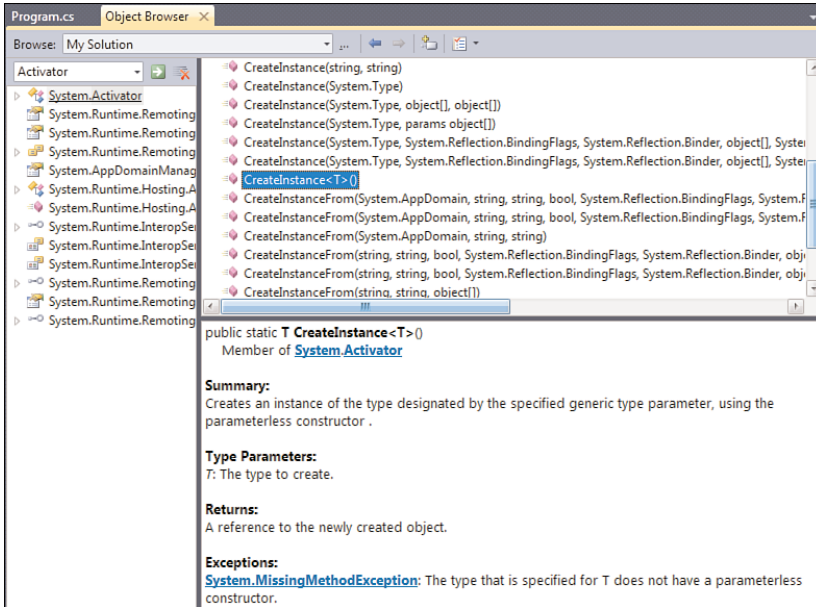 Program.cs
Object Browser
Browse: My Solution
...
Activator
System.Activator
System.Runtime.Remoting
System.Runtime.Remoting
System.Runtime.Remoting
System.AppDomainManag
System.Runtime.Hosting.A
System.Runtime.Hosting.A
System.Runtime.InteropSer
System.Runtime.InteropSer
System.Runtime.InteropSer
System.Runtime.Remoting
System.Runtime.Remoting
System.Runtime.Remoting
CreateInstance(string, string)
CreateInstance(System.Type)
CreateInstance(System.Type, object[], object[])
CreateInstance(System.Type, params object[])
CreateInstance(System.Type, System.Reflection.BindingFlags, System.Reflection.Binder, object[], Syste
CreateInstance(System.Type, System.Reflection.BindingFlags, System.Reflection.Binder, object[], Syste
CreateInstance<T>()
CreateInstanceFrom(System.AppDomain, string, string, bool, System.Reflection.BindingFlags, System.F
CreateInstanceFrom(System.AppDomain, string, string, bool, System.Reflection.BindingFlags, System.F
CreateInstanceFrom(System.AppDomain, string, string)
CreateInstanceFrom(string, string, bool, System.Reflection.BindingFlags, System.Reflection.Binder, obj
CreateInstanceFrom(string, string, bool, System.Reflection.BindingFlags, System.Reflection.Binder, obj
CreateInstanceFrom(string, string, object[])
public static T CreateInstance<T>()
Member of System.Activator
Summary:
Creates an instance of the type designated by the specified generic type parameter, using the
parameterless constructor .
Type Parameters:
T: The type to create.
Returns:
A reference to the newly created object.
Exceptions:
System.MissingMethodException: The type that is specified for T does not have a parameterless
constructor.